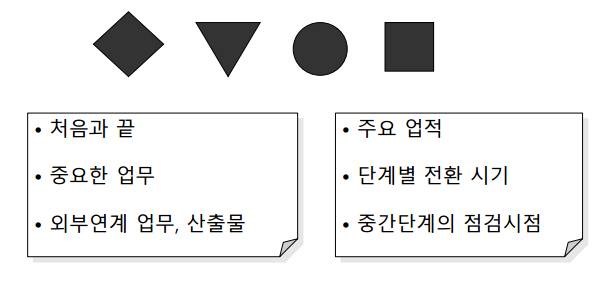 • 처음과 끝
• 중요한 업무
• 외부연계 업무, 산출물
• 주요 업적
• 단계별 전환 시기
• 중간단계의 점검시점